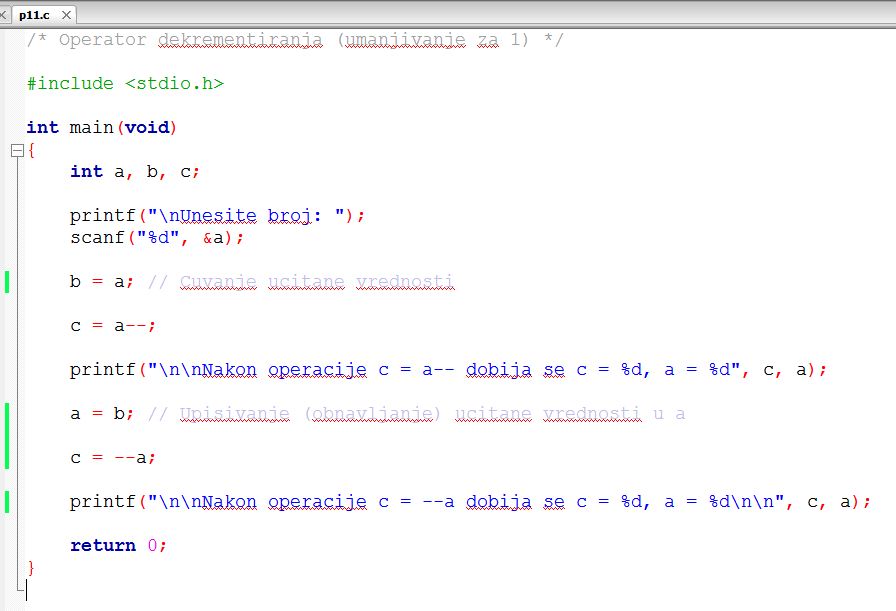 p11.c
/* Operator dekrementiranja (umanjivanje za 1) */
#include <stdio.h>
int main(void)
{
int a, b, c;
printf("\nUnesite broj: ");
scanf("%d", &a);
b = a; // Cuvanje ucitane vrednosti
c = a--;
printf("\n\nNakon operacije c = a-- dobija se c = %d, a = %d", c, a);
a = b; // Upisivanje (obnavljanje) ucitane vrednosti u a
c = --a;
printf("\n\nNakon operacije c = --a dobija se c = %d, a = %d\n\n", c, a);
return 0;
}